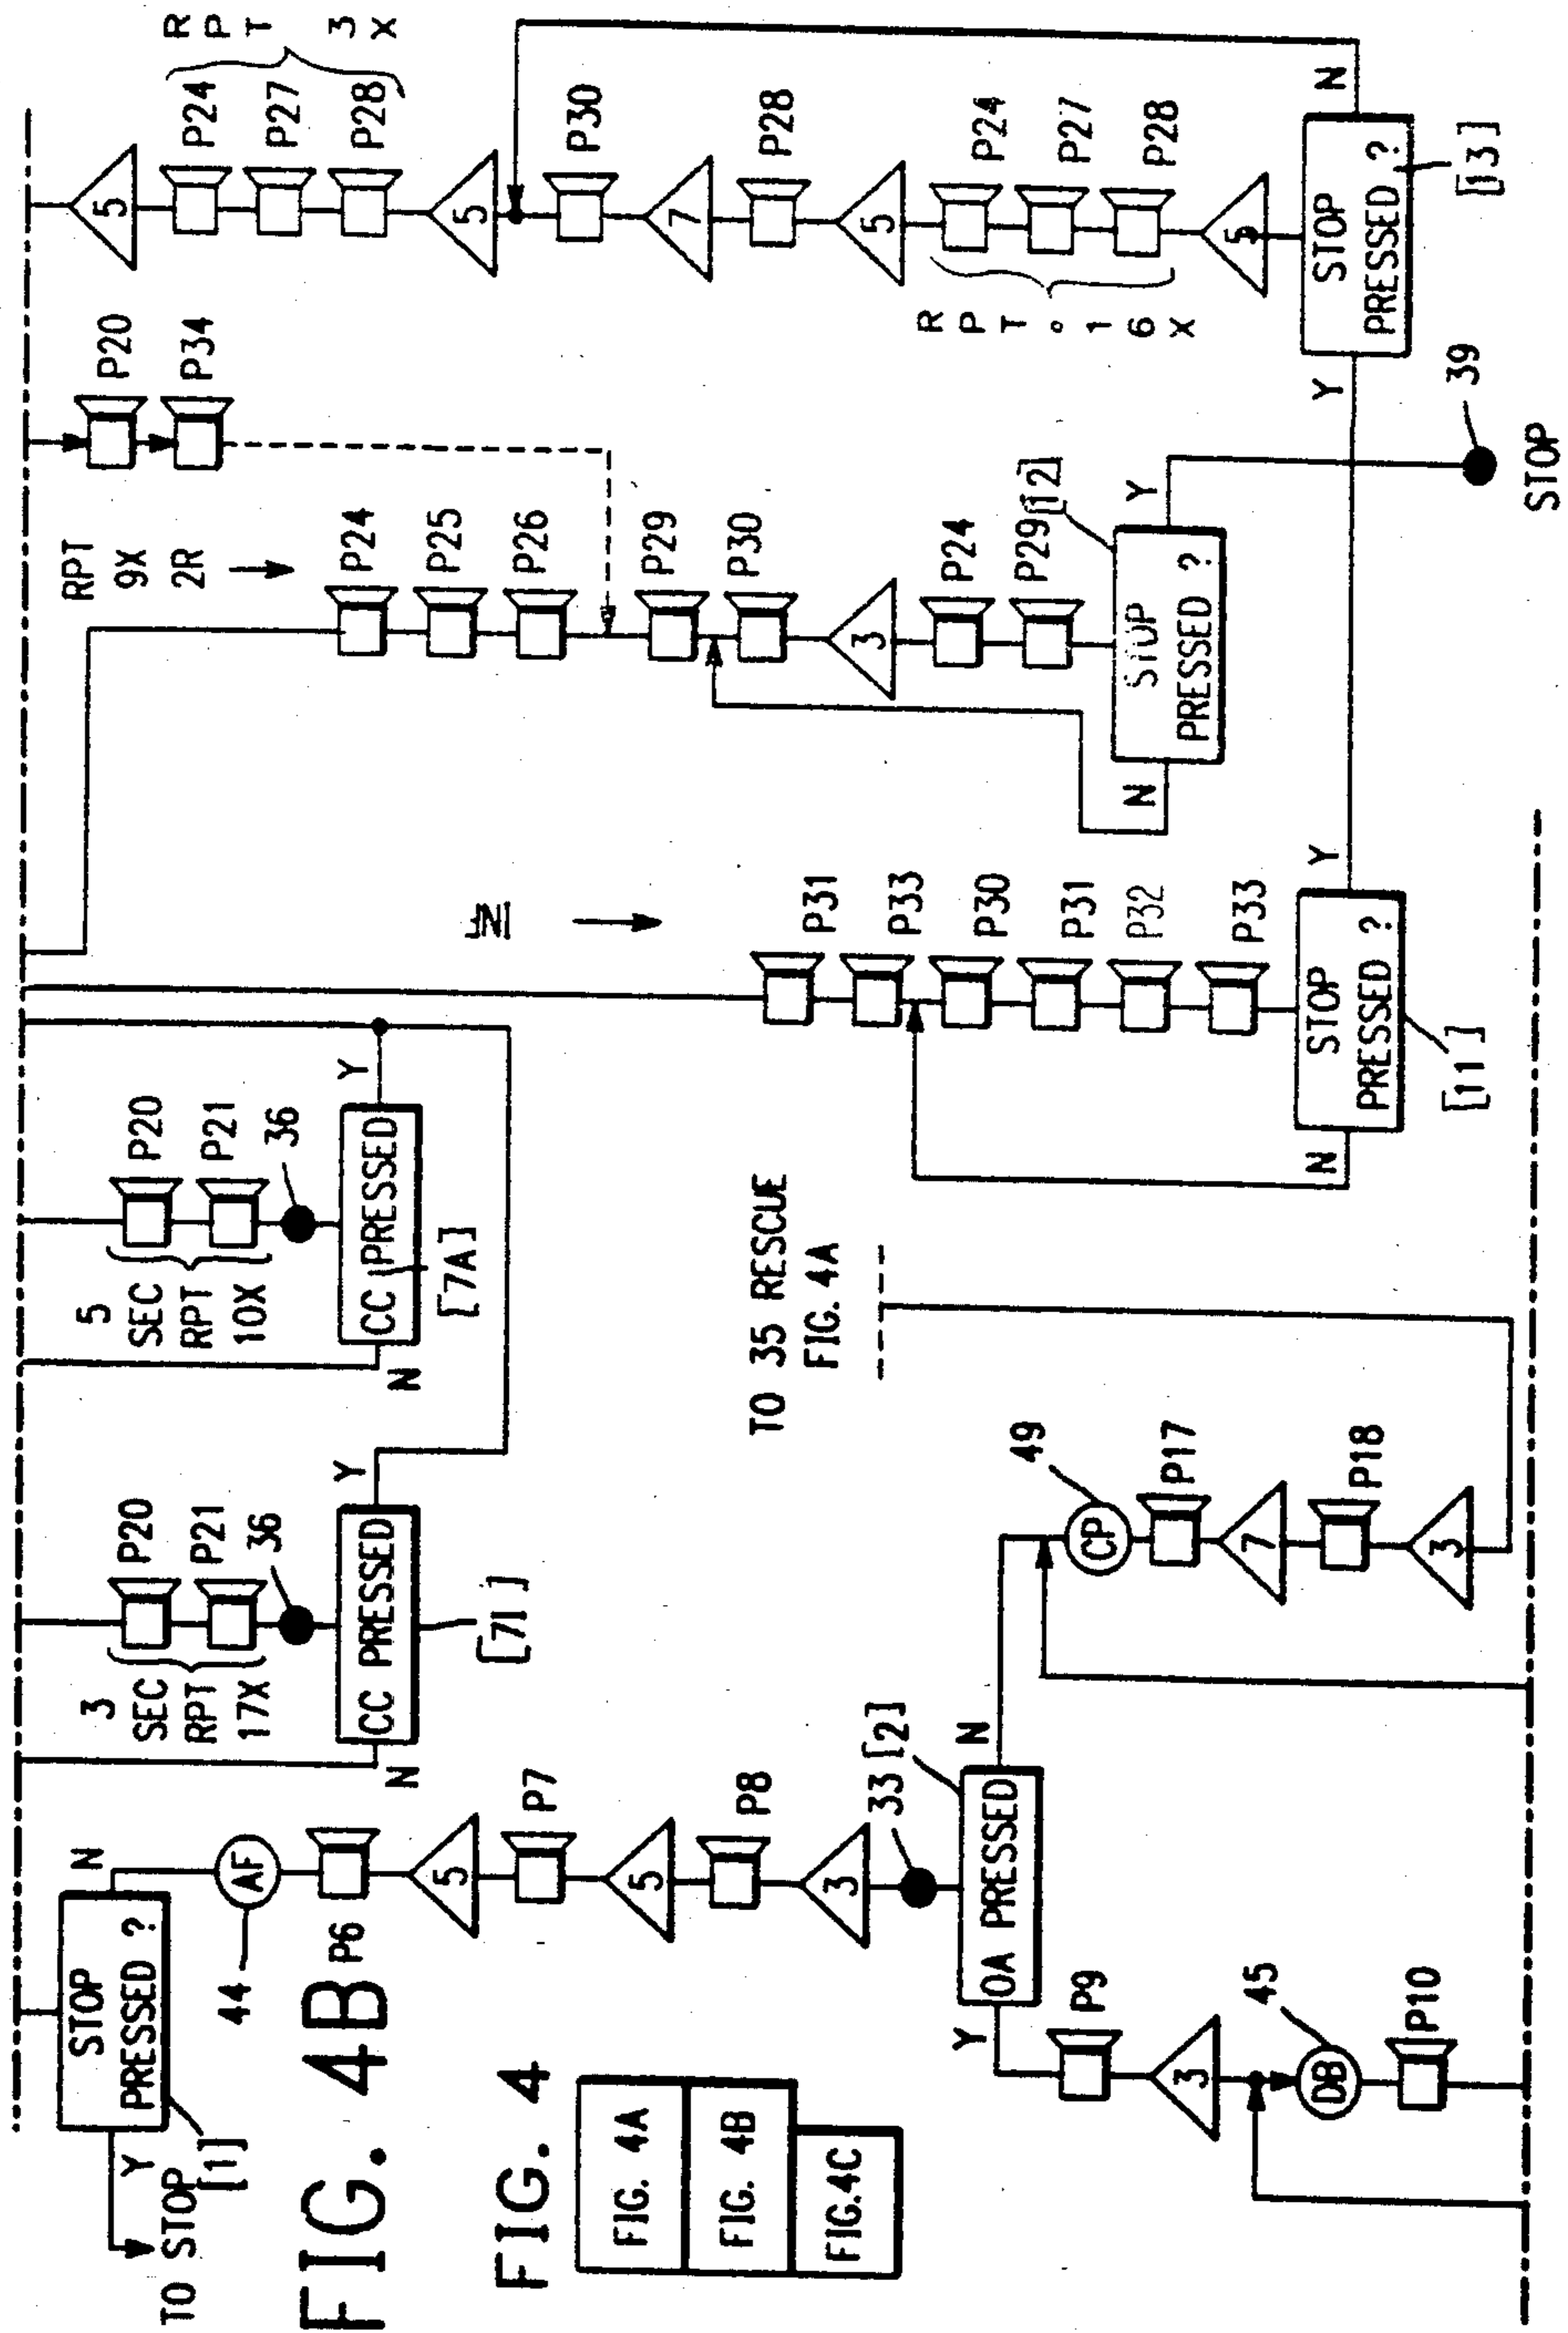 STOP
PRESSED ?
Y
TO STOP
[1]
N
AF
44
P6
5
P7
5
P8
3
33
[2]
OA PRESSED
Y
P9
3
45
DB
P10
N
49
CP
P17
7
P18
3
TO 35 RESCUE
FIG. 4A
FIG. 4B
FIG. 4
FIG. 4A
FIG. 4B
FIG.4C
3
SEC
RPT
17X
P20
P21
36
CC PRESSED
N
Y
5
SEC
RPT
10X
P20
P21
36
CC PRESSED
[7A]
N
Y
P31
P33
P30
P31
P32
P33
STOP
PRESSED ?
[11]
N
Y
RPT
9X
2R
P24
P25
P26
P29
P30
3
P24
P29
[12]
STOP
PRESSED ?
N
Y
P20
P34
39
STOP
5
P24
P27
P28
RPT 3X
5
P30
7
P28
5
P24
P27
P28
RPT 16X
5
STOP
PRESSED ?
[13]
Y
N